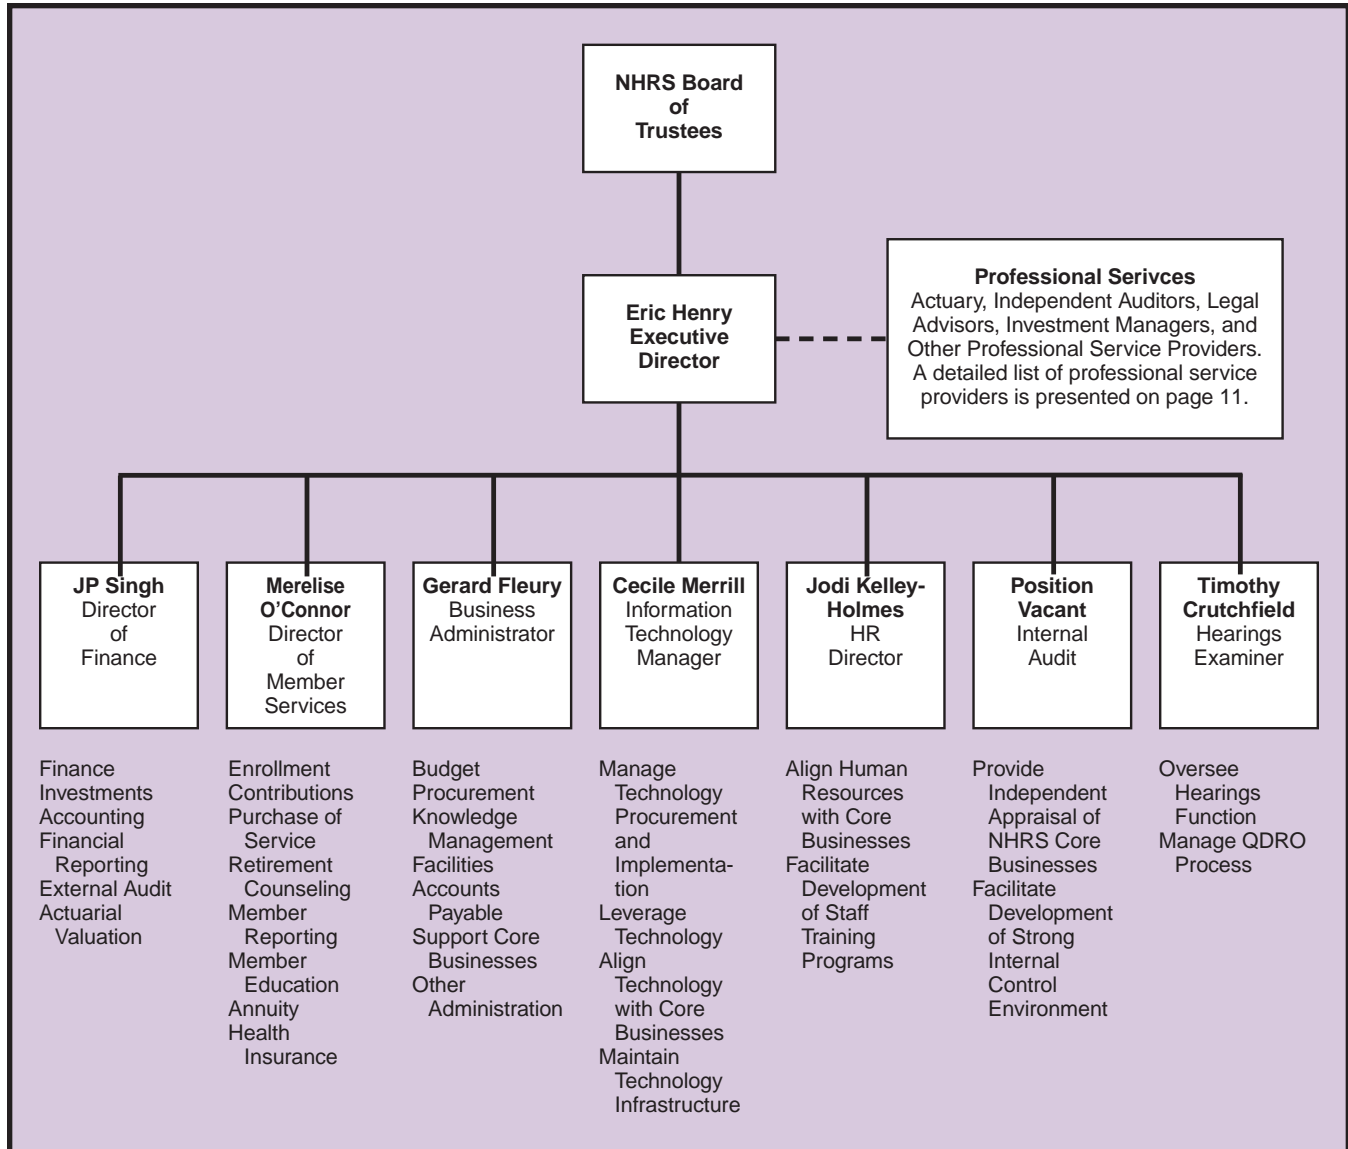 NHRS Board
of
Trustees
Eric Henry
Executive
Director
Professional Serivces
Actuary, Independent Auditors, Legal
Advisors, Investment Managers, and
Other Professional Service Providers.
A detailed list of professional service
providers is presented on page 11.
JP Singh
Director
of
Finance
Merelise
O’Connor
Director
of
Member
Services
Gerard Fleury
Business
Administrator
Cecile Merrill
Information
Technology
Manager
Jodi Kelley-
Holmes
HR
Director
Position
Vacant
Internal
Audit
Timothy
Crutchfield
Hearings
Examiner
Finance
Investments
Accounting
Financial
Reporting
External Audit
Actuarial
Valuation
Enrollment
Contributions
Purchase of
Service
Retirement
Counseling
Member
Reporting
Member
Education
Annuity
Health
Insurance
Budget
Procurement
Knowledge
Management
Facilities
Accounts
Payable
Support Core
Businesses
Other
Administration
Manage
Technology
Procurement
and
Implementa-
tion
Leverage
Technology
Align
Technology
with Core
Businesses
Maintain
Technology
Infrastructure
Align Human
Resources
with Core
Businesses
Facilitate
Development
of Staff
Training
Programs
Provide
Independent
Appraisal of
NHRS Core
Businesses
Facilitate
Development
of Strong
Internal
Control
Environment
Oversee
Hearings
Function
Manage QDRO
Process